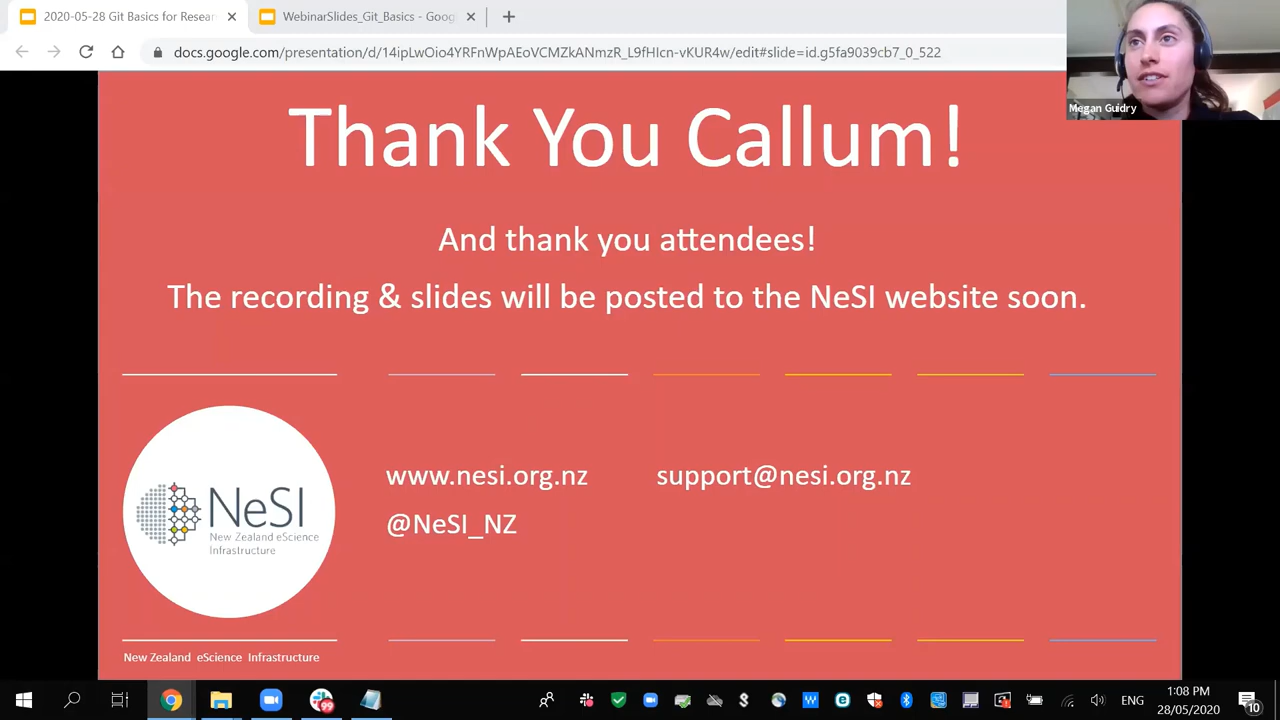 2020-05-28 Git Basics for Resear
WebinarSlides_Git_Basics - Goog
docs.google.com/presentation/d/14ipLwOio4YRFnWpAEoVCMZkANmzR_L9fHlcn-vKUR4w/edit#slide=id.g5fa9039cb7_0_522
Megan Guidry
Thank You Callum!
And thank you attendees!
The recording & slides will be posted to the NeSI website soon.
NeSI
New Zealand eScience
Infrastructure
www.nesi.org.nz
support@nesi.org.nz
@NeSI_NZ
New Zealand eScience Infrastructure
99
ENG
1:08 PM
28/05/2020
10